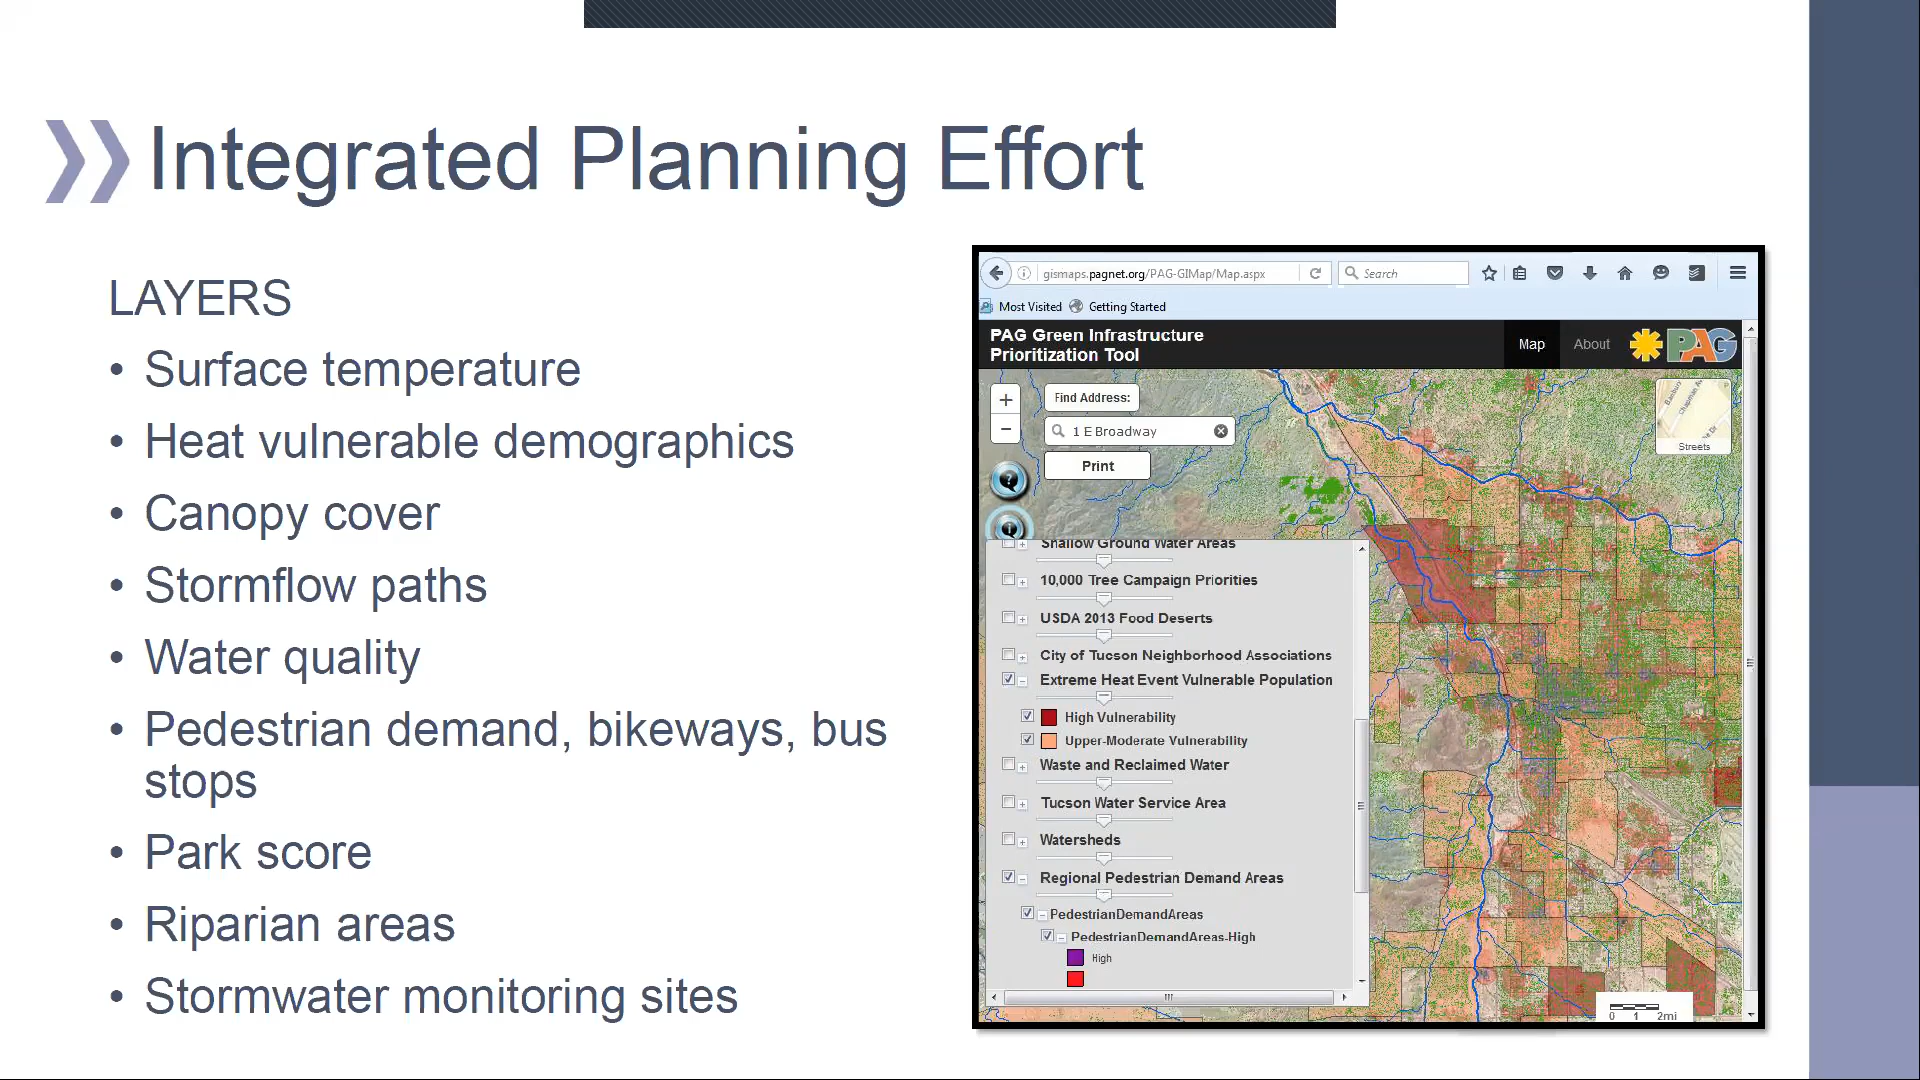 Integrated Planning Effort
LAYERS
• Surface temperature
• Heat vulnerable demographics
• Canopy cover
• Stormflow paths
• Water quality
• Pedestrian demand, bikeways, bus
stops
• Park score
• Riparian areas
• Stormwater monitoring sites
gismaps.pagnet.org/PAG-GIMap/Map.aspx
Search
Most Visited
Getting Started
PAG Green Infrastructure
Prioritization Tool
Map
About
PAG
+
−
Find Address:
1 E Broadway
Print
Streets
Shallow Ground Water Areas
10,000 Tree Campaign Priorities
USDA 2013 Food Deserts
City of Tucson Neighborhood Associations
Extreme Heat Event Vulnerable Population
High Vulnerability
Upper-Moderate Vulnerability
Waste and Reclaimed Water
Tucson Water Service Area
Watersheds
Regional Pedestrian Demand Areas
PedestrianDemandAreas
PedestrianDemandAreas-High
High
0 1 2mi